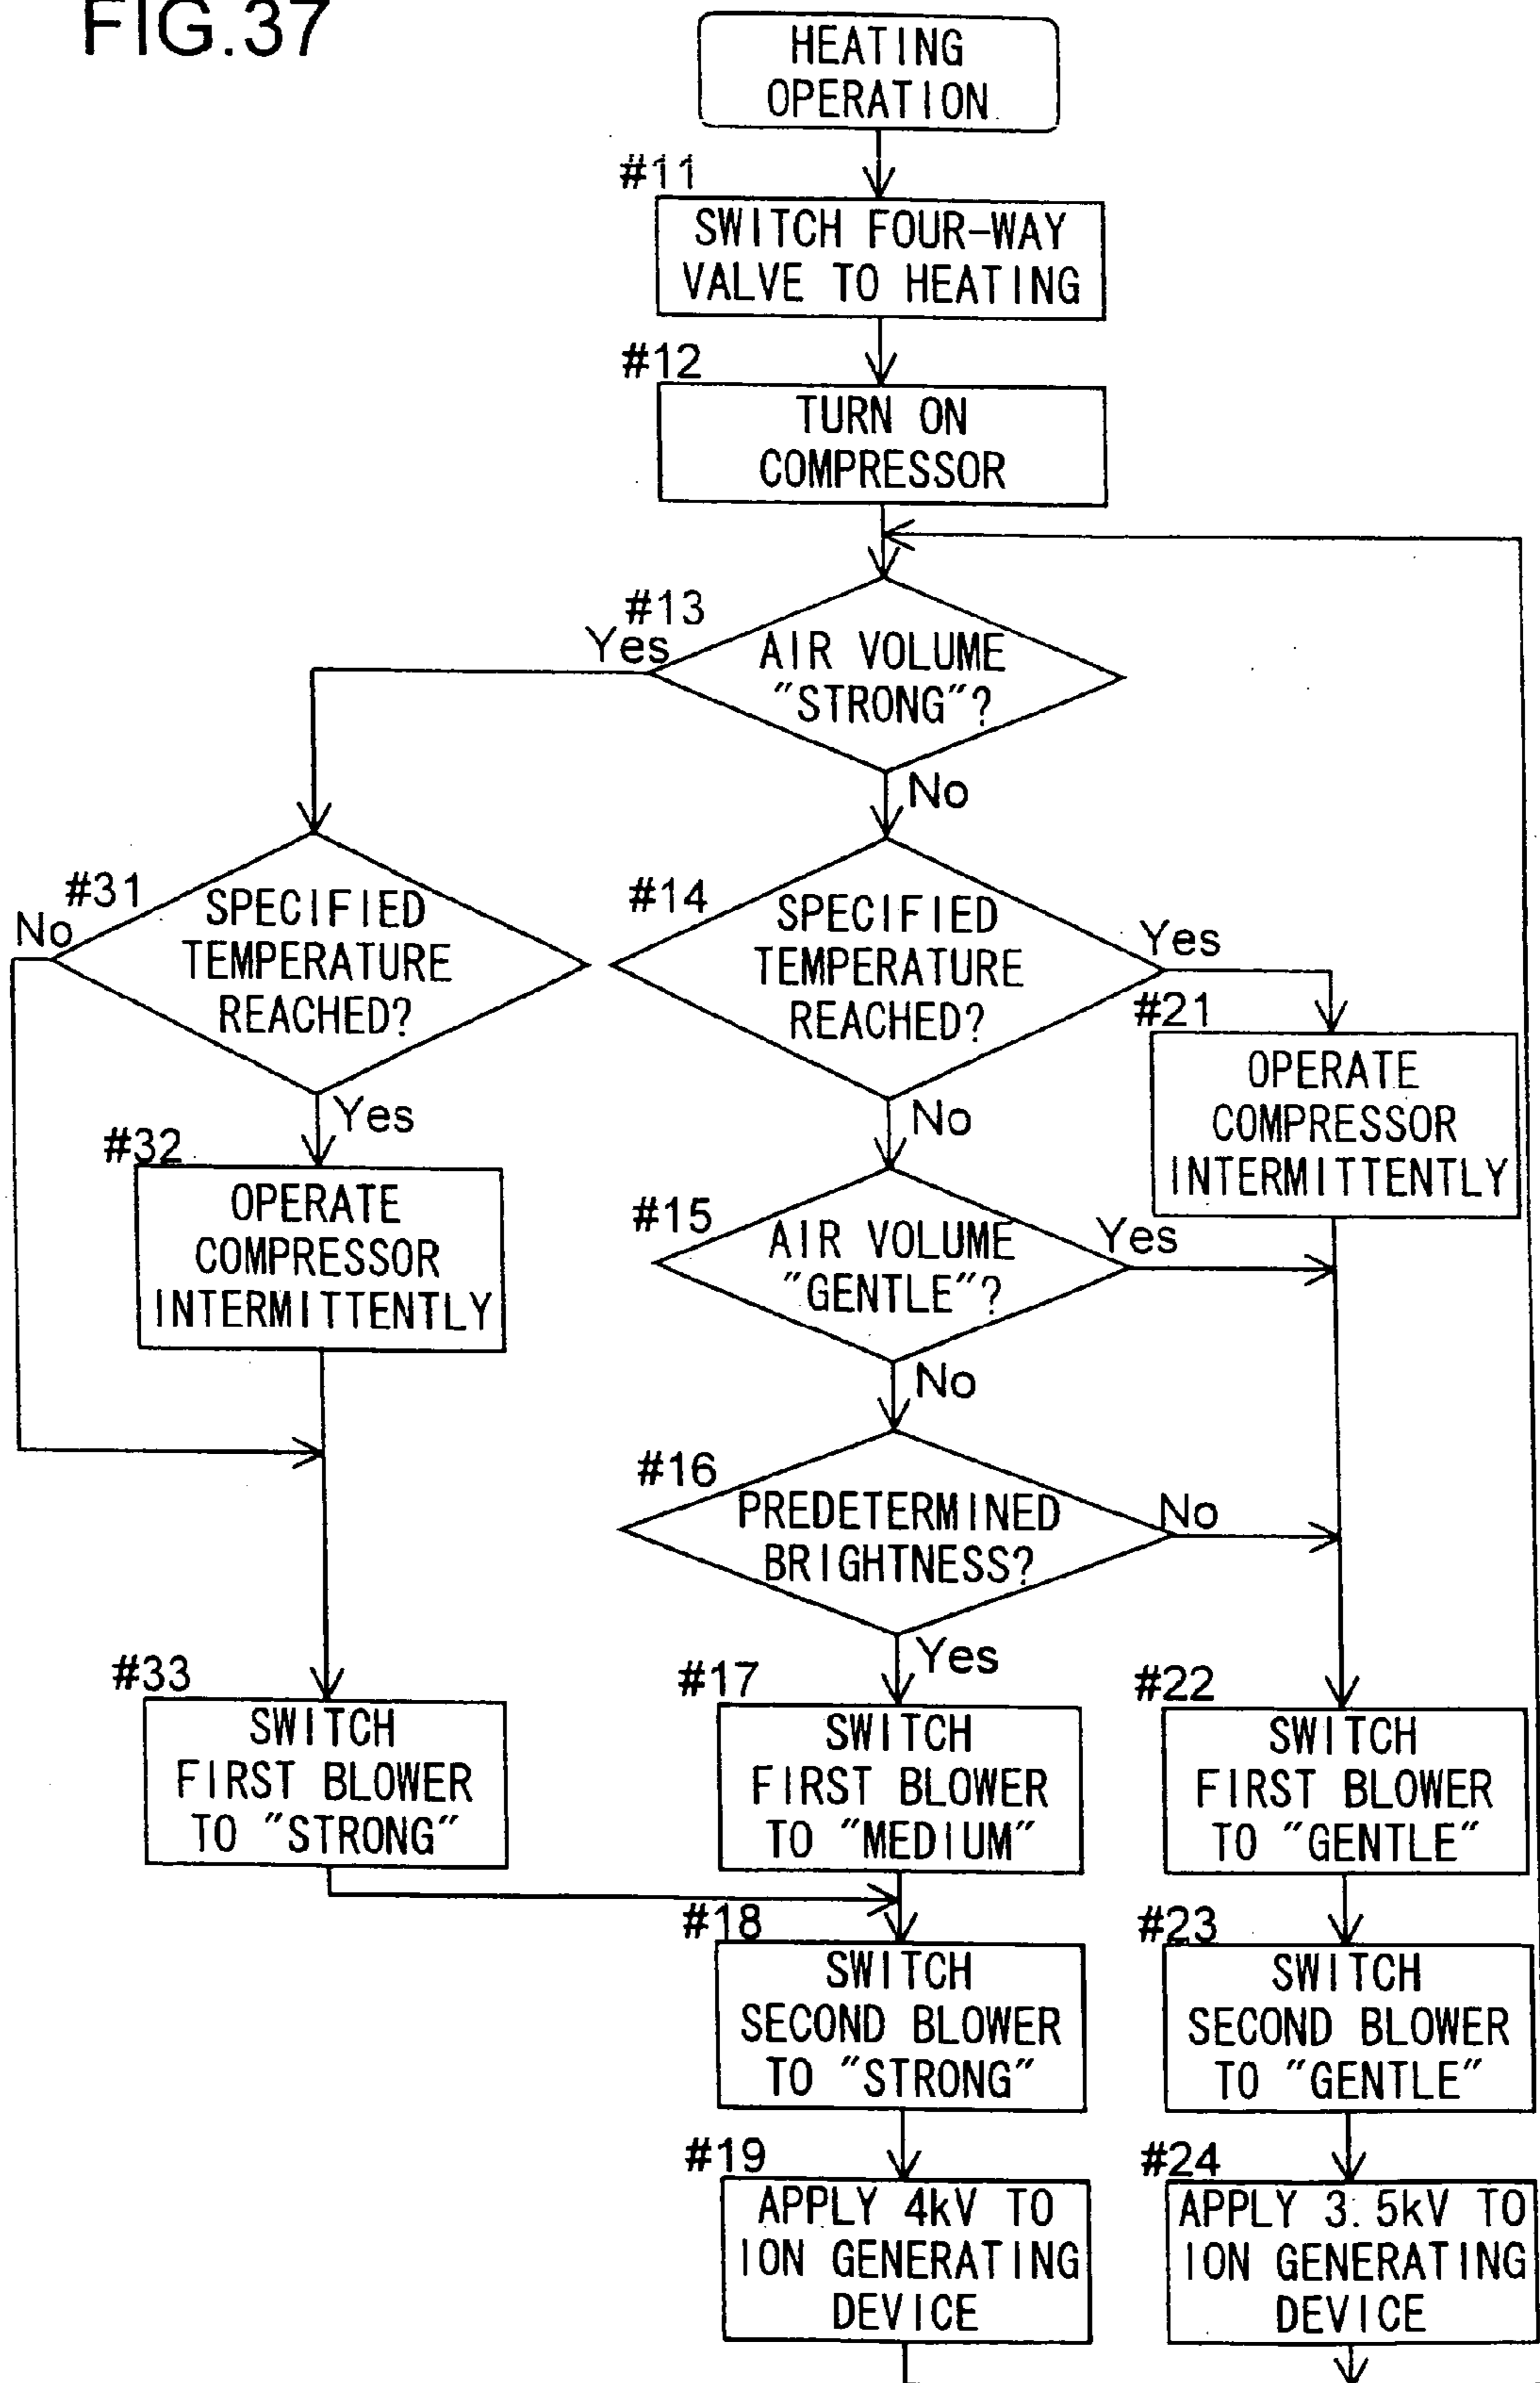 FIG.37
HEATING
OPERATION
#11
SWITCH FOUR-WAY
VALVE TO HEATING
#12
TURN ON
COMPRESSOR
#13
Yes
AIR VOLUME
"STRONG"?
No
#31
No
SPECIFIED
TEMPERATURE
REACHED?
Yes
#14
SPECIFIED
TEMPERATURE
REACHED?
Yes
No
#21
OPERATE
COMPRESSOR
INTERMITTENTLY
#32
OPERATE
COMPRESSOR
INTERMITTENTLY
#15
AIR VOLUME
"GENTLE"?
Yes
No
#16
PREDETERMINED
BRIGHTNESS?
No
Yes
#33
SWITCH
FIRST BLOWER
TO "STRONG"
#17
SWITCH
FIRST BLOWER
TO "MEDIUM"
#22
SWITCH
FIRST BLOWER
TO "GENTLE"
#18
SWITCH
SECOND BLOWER
TO "STRONG"
#23
SWITCH
SECOND BLOWER
TO "GENTLE"
#19
APPLY 4kV TO
ION GENERATING
DEVICE
#24
APPLY 3.5kV TO
ION GENERATING
DEVICE